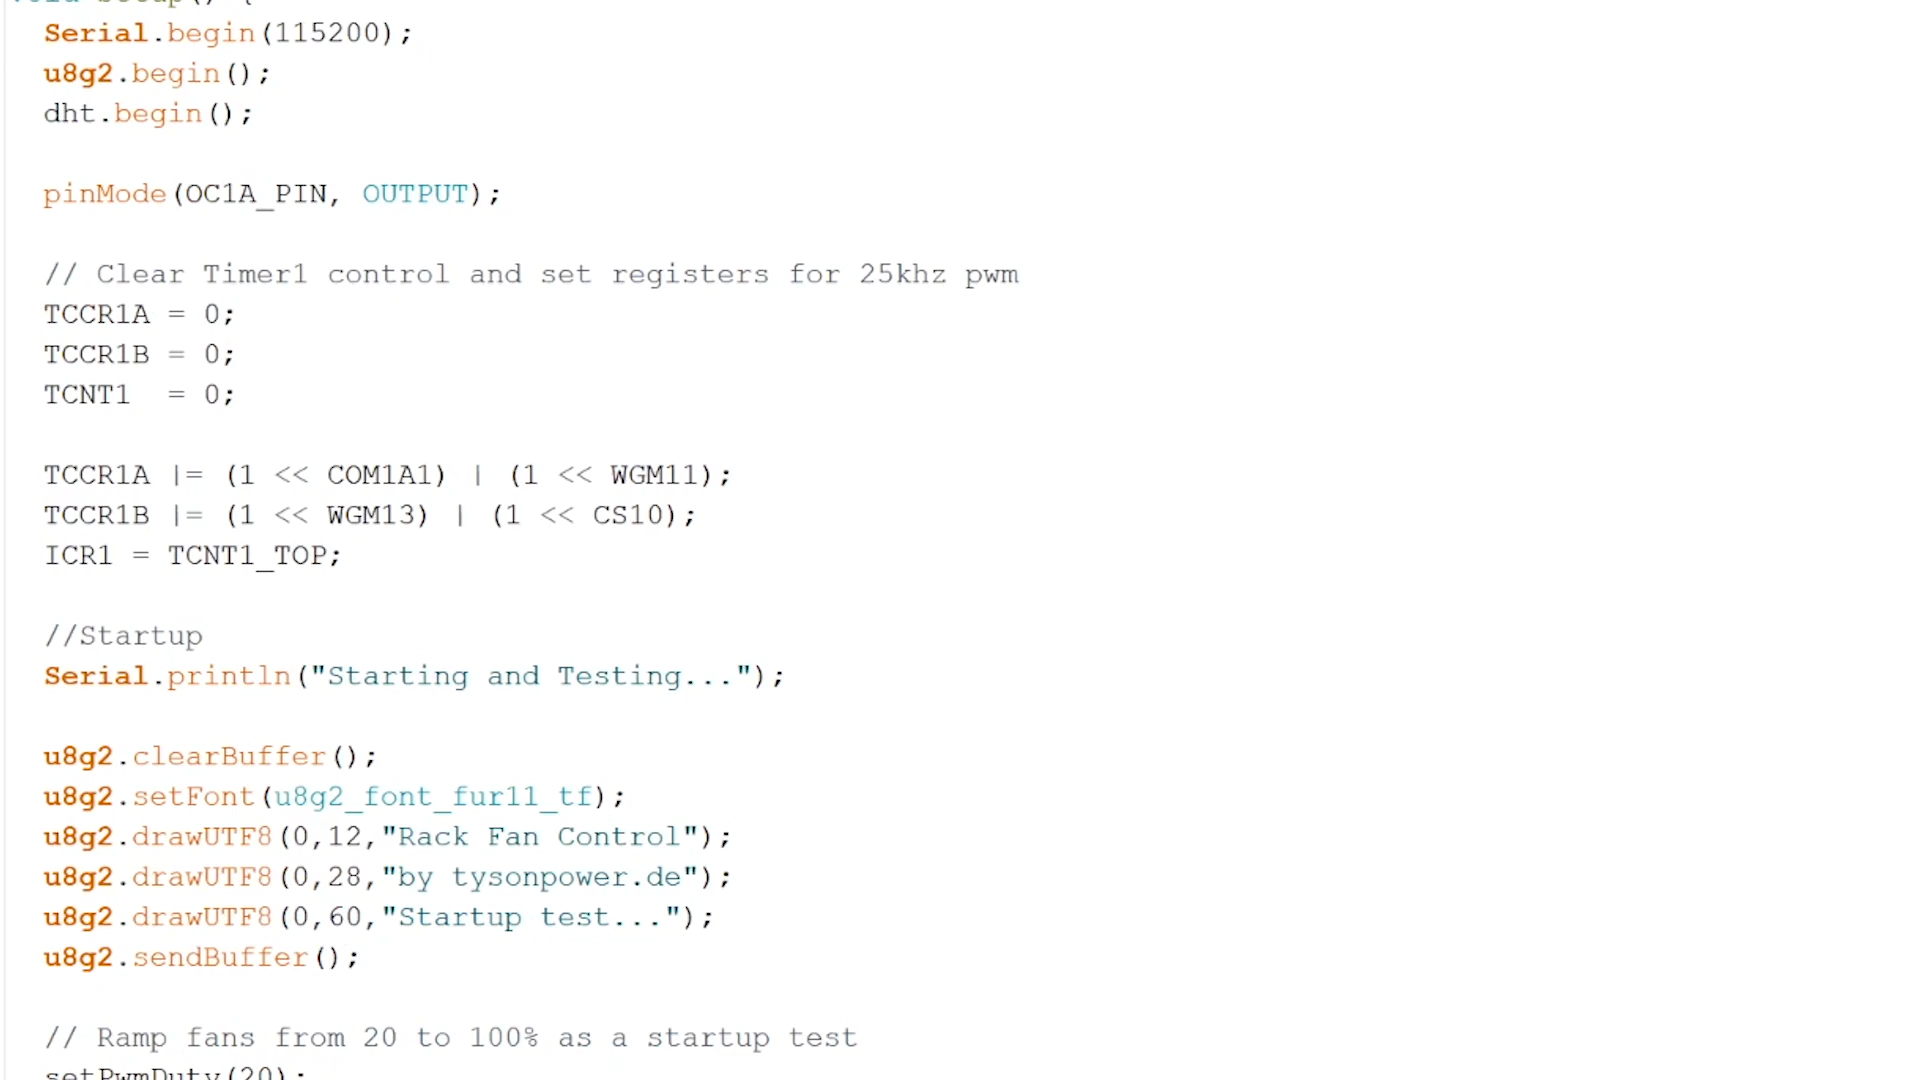 void setup() {
  Serial.begin(115200);
  u8g2.begin();
  dht.begin();

  pinMode(OC1A_PIN, OUTPUT);

  // Clear Timer1 control and set registers for 25khz pwm
  TCCR1A = 0;
  TCCR1B = 0;
  TCNT1  = 0;

  TCCR1A |= (1 << COM1A1) | (1 << WGM11);
  TCCR1B |= (1 << WGM13) | (1 << CS10);
  ICR1 = TCNT1_TOP;

  //Startup
  Serial.println("Starting and Testing...");

  u8g2.clearBuffer();
  u8g2.setFont(u8g2_font_fur11_tf);
  u8g2.drawUTF8(0,12,"Rack Fan Control");
  u8g2.drawUTF8(0,28,"by tysonpower.de");
  u8g2.drawUTF8(0,60,"Startup test...");
  u8g2.sendBuffer();

  // Ramp fans from 20 to 100% as a startup test
  setPwmDuty(20);